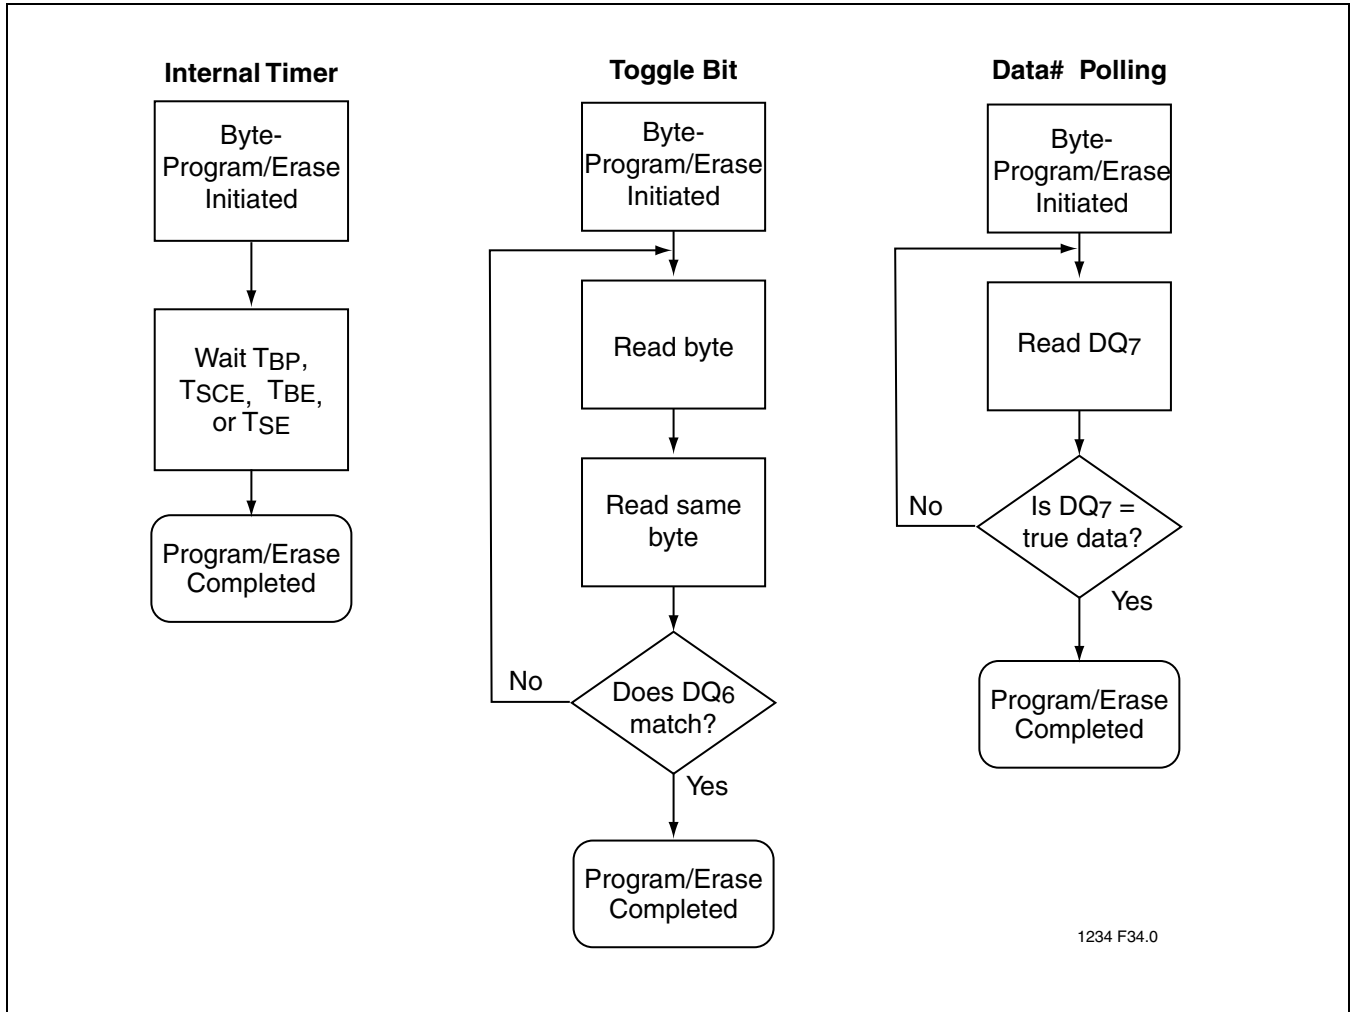 Internal Timer
Byte-
Program/Erase
Initiated
Wait TBP,
TSCE, TBE,
or TSE
Program/Erase
Completed
Toggle Bit
Byte-
Program/Erase
Initiated
Read byte
Read same
byte
Does DQ6
match?
No
Yes
Program/Erase
Completed
Data# Polling
Byte-
Program/Erase
Initiated
Read DQ7
Is DQ7 =
true data?
No
Yes
Program/Erase
Completed
1234 F34.0